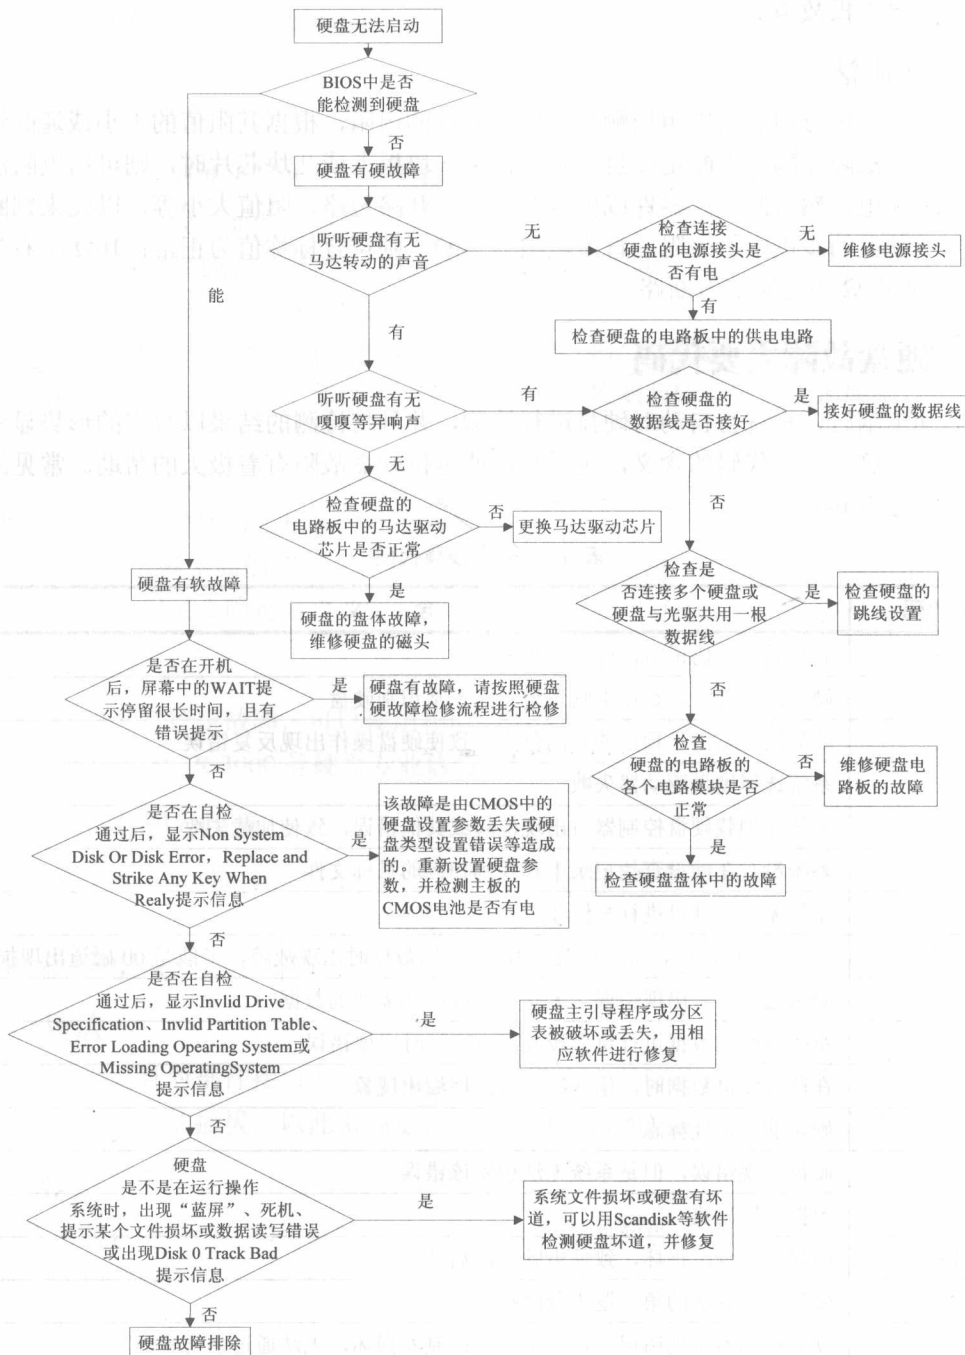 硬盘无法启动
BIOS中是否
能检测到硬盘
否
能
硬盘有硬故障
听听硬盘有无
马达转动的声音
无
检查连接
硬盘的电源接头是
否有电
无
维修电源接头
有
检查硬盘的电路板中的供电电路
有
听听硬盘有无
嘎嘎等异响声
有
检查硬盘的
数据线是否接好
是
接好硬盘的数据线
无
检查硬盘的
电路板中的马达驱动
芯片是否正常
否
更换马达驱动芯片
是
硬盘的盘体故障，
维修硬盘的磁头
否
检查是
否连接多个硬盘或
硬盘与光驱共用一根
数据线
是
检查硬盘的
跳线设置
否
检查
硬盘的电路板的
各个电路模块是否
正常
否
维修硬盘电
路板的故障
是
检查硬盘盘体中的故障
硬盘有软故障
是否在开机
后，屏幕中的WAIT提
示停留很长时间，且有
错误提示
是
硬盘有故障，请按照硬盘
硬故障检修流程进行检修
否
是否在自检
通过后，显示Non System
Disk Or Disk Error，Replace and
Strike Any Key When
Realy提示信息
是
该故障是由CMOS中的
硬盘设置参数丢失或硬
盘类型设置错误等造成
的，重新设置硬盘参
数，并检测主板的
CMOS电池是否有电
否
是否在自检
通过后，显示Invlid Drive
Specification、Invlid Partition Table、
Error Loading Opearing System或
Missing OperatingSystem
提示信息
是
硬盘主引导程序或分区
表被破坏或丢失，用相
应软件进行修复
否
硬盘
是不是在运行操作
系统时，出现“蓝屏”、死机、
提示某个文件损坏或数据读写错误
或出现Disk 0 Track Bad
提示信息
是
系统文件损坏或硬盘有坏
道，可以用Scandisk等软件
检测硬盘坏道，并修复
否
硬盘故障排除